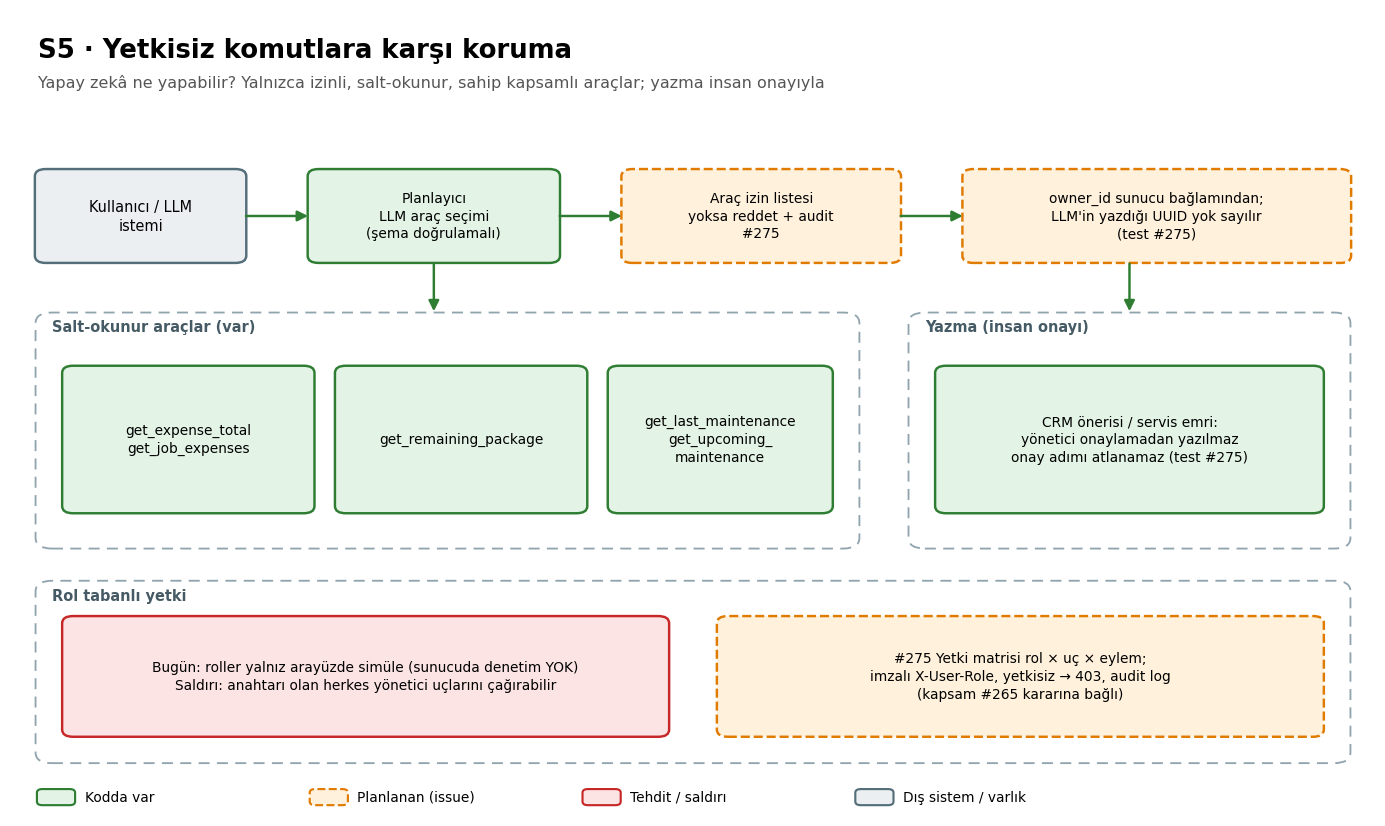 S5 · Yetkisiz komutlara karşı koruma
Yapay zekâ ne yapabilir? Yalnızca izinli, salt-okunur, sahip kapsamlı araçlar; yazma insan onayıyla
Kullanıcı / LLM
istemi
Planlayıcı
LLM araç seçimi
(şema doğrulamalı)
Araç izin listesi
yoksa reddet + audit
#275
owner_id sunucu bağlamından;
LLM'in yazdığı UUID yok sayılır
(test #275)
Salt-okunur araçlar (var)
get_expense_total
get_job_expenses
get_remaining_package
get_last_maintenance
get_upcoming_
maintenance
Yazma (insan onayı)
CRM önerisi / servis emri:
yönetici onaylamadan yazılmaz
onay adımı atlanamaz (test #275)
Rol tabanlı yetki
Bugün: roller yalnız arayüzde simüle (sunucuda denetim YOK)
Saldırı: anahtarı olan herkes yönetici uçlarını çağırabilir
#275 Yetki matrisi rol × uç × eylem;
imzalı X-User-Role, yetkisiz → 403, audit log
(kapsam #265 kararına bağlı)
Kodda var
Planlanan (issue)
Tehdit / saldırı
Dış sistem / varlık